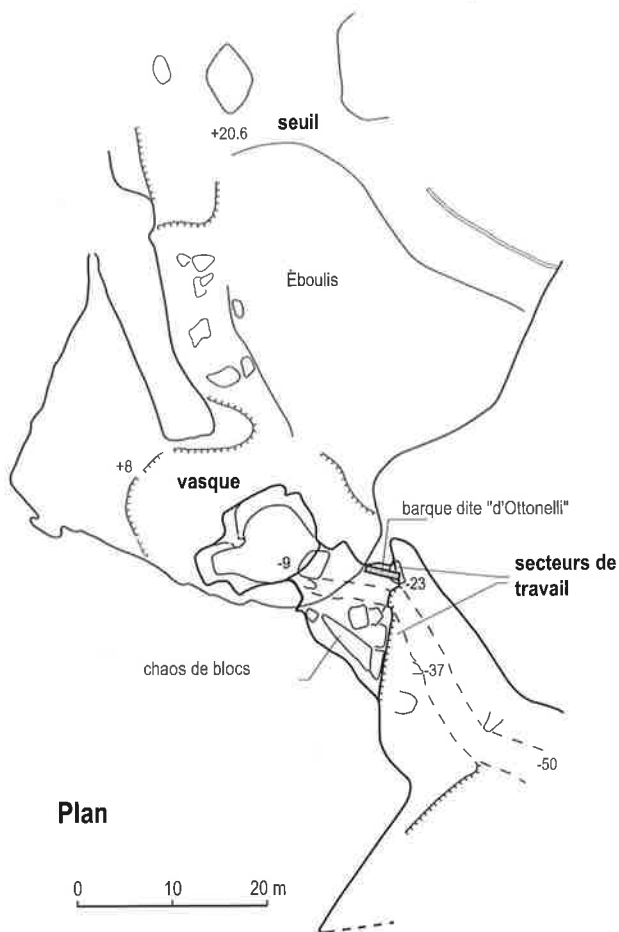 seuil
+20.6
Éboulis
+8
vasque
barque dite "d'Ottonelli"
-9
secteurs de
travail
-23
chaos de blocs
-37
-50
Plan
0 10 20 m